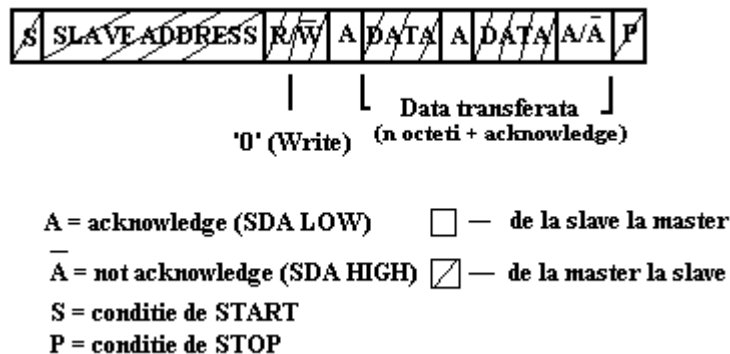 S SLAVE ADDRESS R/W̅ A DATA A DATA A/A̅ P
'0' (Write)
Data transferata
(n octeti + acknowledge)
A = acknowledge (SDA LOW)
— de la slave la master
A̅ = not acknowledge (SDA HIGH)
— de la master la slave
S = conditie de START
P = conditie de STOP